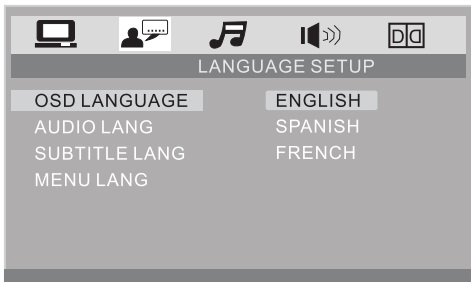 LANGUAGE SETUP
OSD LANGUAGE ENGLISH
AUDIO LANG SPANISH
SUBTITLE LANG FRENCH
MENU LANG